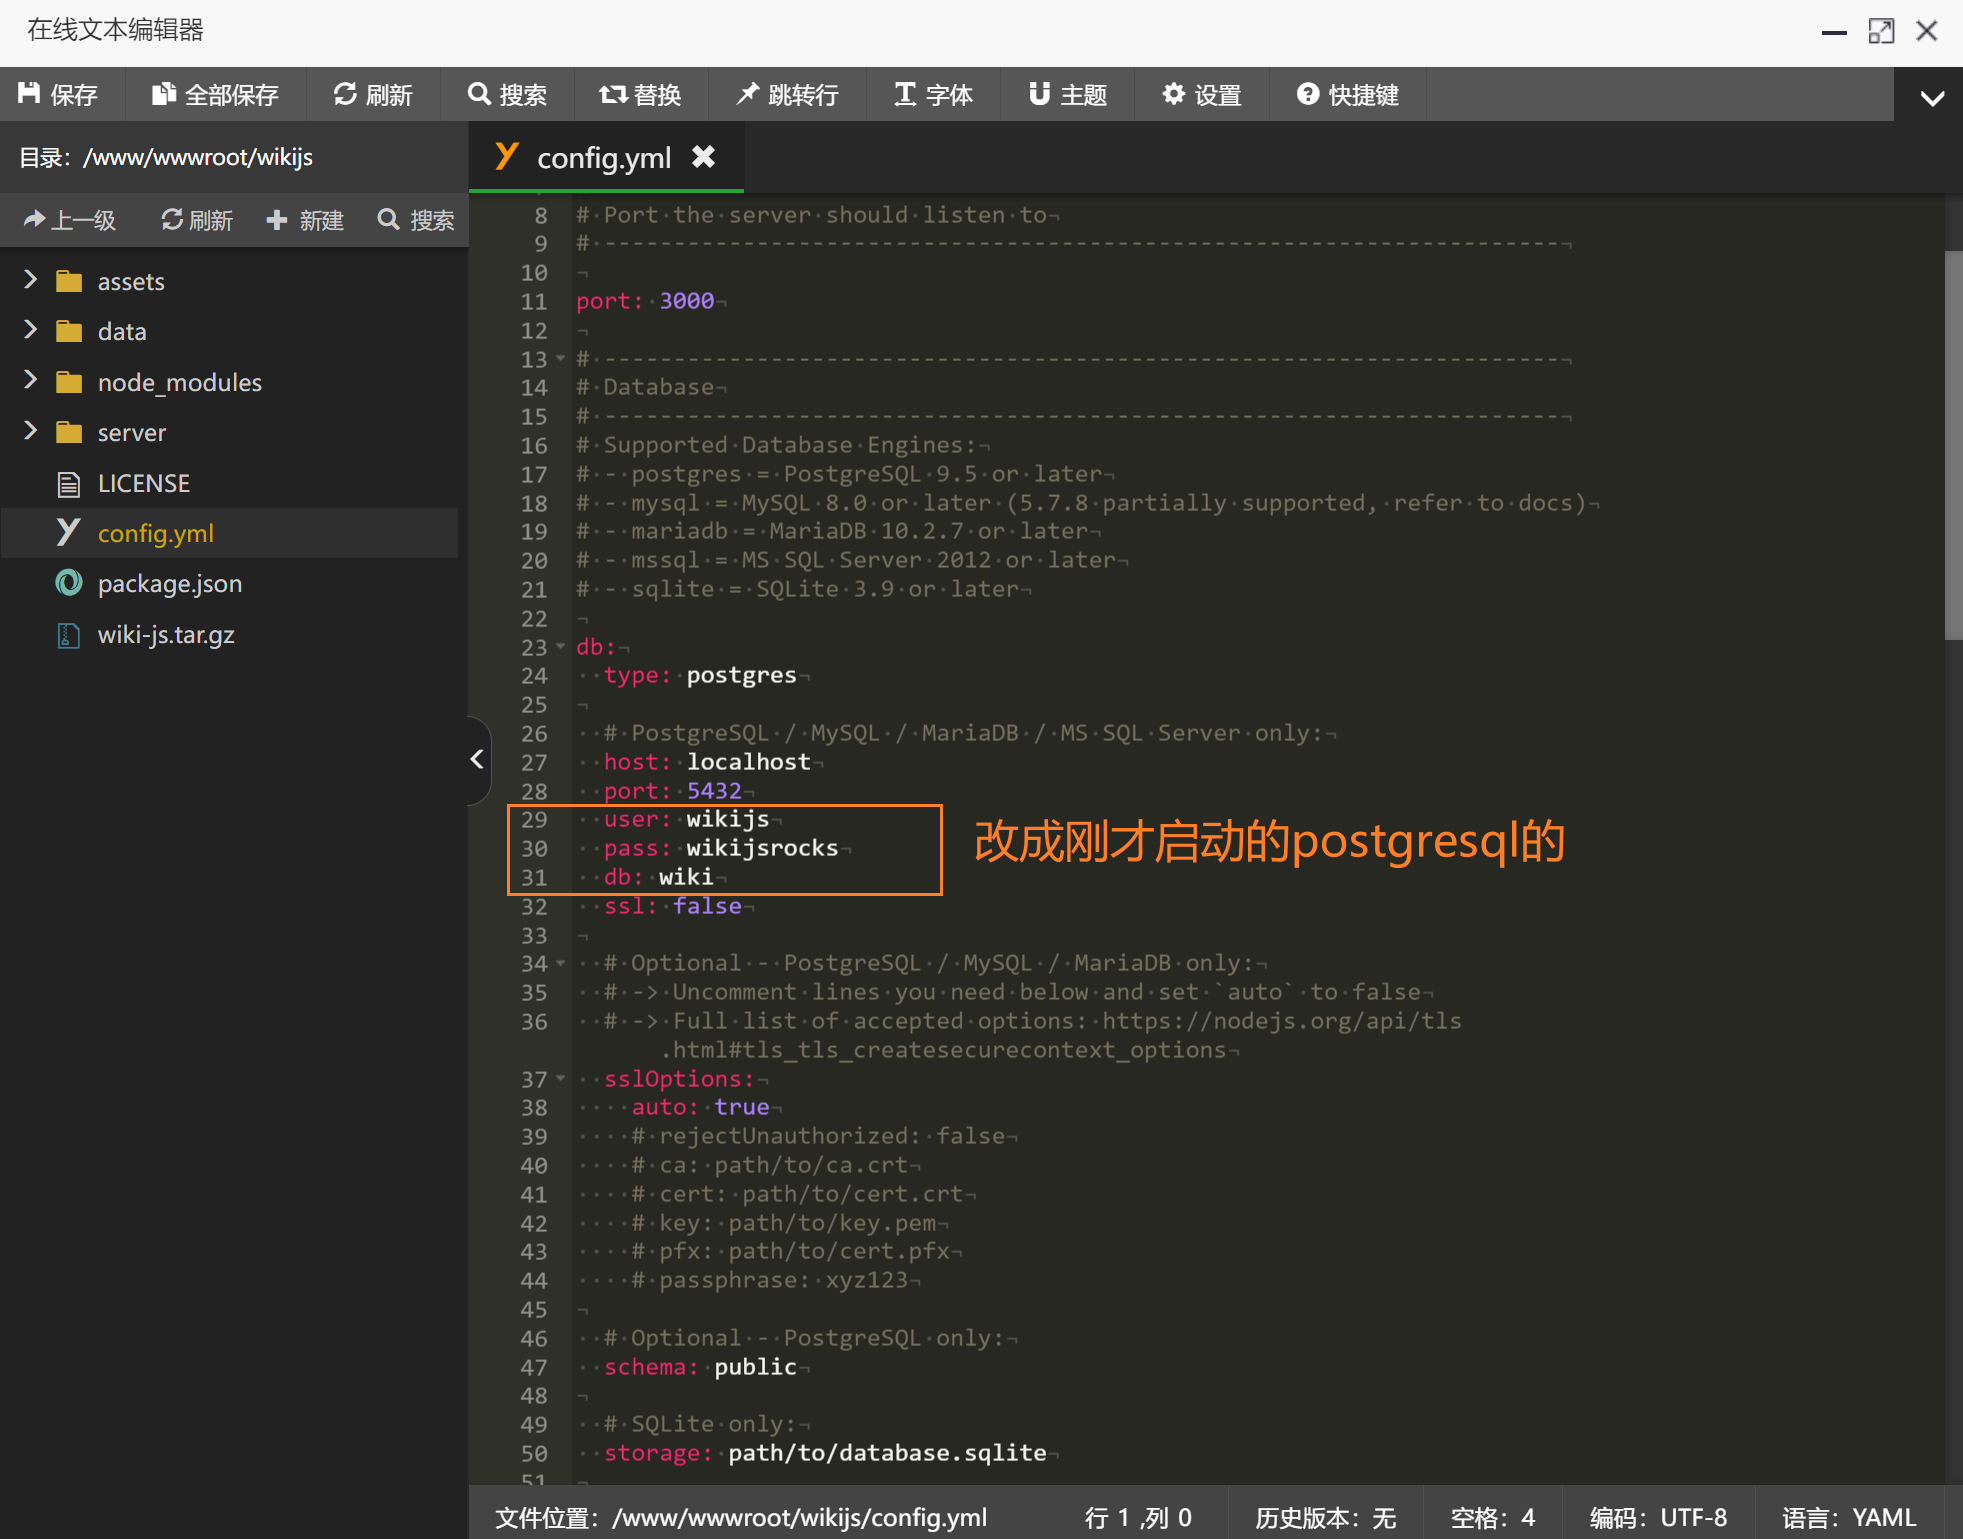 在线文本编辑器
保存 全部保存 刷新 搜索 替换 跳转行 字体 主题 设置 快捷键
目录：/www/wwwroot/wikijs
上一级 刷新 新建 搜索
assets
data
node_modules
server
LICENSE
config.yml
package.json
wiki-js.tar.gz
config.yml
8 # Port the server should listen to
9 # ---------------------------------------------------------------------
10
11 port: 3000
12
13 # ---------------------------------------------------------------------
14 # Database
15 # ---------------------------------------------------------------------
16 # Supported Database Engines:
17 # - postgres = PostgreSQL 9.5 or later
18 # - mysql = MySQL 8.0 or later (5.7.8 partially supported, refer to docs)
19 # - mariadb = MariaDB 10.2.7 or later
20 # - mssql = MS SQL Server 2012 or later
21 # - sqlite = SQLite 3.9 or later
22
23 db:
24   type: postgres
25
26   # PostgreSQL / MySQL / MariaDB / MS SQL Server only:
27   host: localhost
28   port: 5432
29   user: wikijs
30   pass: wikijsrocks
31   db: wiki
改成刚才启动的postgresql的
32   ssl: false
33
34   # Optional - PostgreSQL / MySQL / MariaDB only:
35   # -> Uncomment lines you need below and set `auto` to false
36   # -> Full list of accepted options: https://nodejs.org/api/tls
.html#tls_tls_createsecurecontext_options
37   sslOptions:
38     auto: true
39     # rejectUnauthorized: false
40     # ca: path/to/ca.crt
41     # cert: path/to/cert.crt
42     # key: path/to/key.pem
43     # pfx: path/to/cert.pfx
44     # passphrase: xyz123
45
46   # Optional - PostgreSQL only:
47   schema: public
48
49   # SQLite only:
50   storage: path/to/database.sqlite
51
文件位置：/www/wwwroot/wikijs/config.yml 行 1 ,列 0 历史版本：无 空格：4 编码：UTF-8 语言：YAML